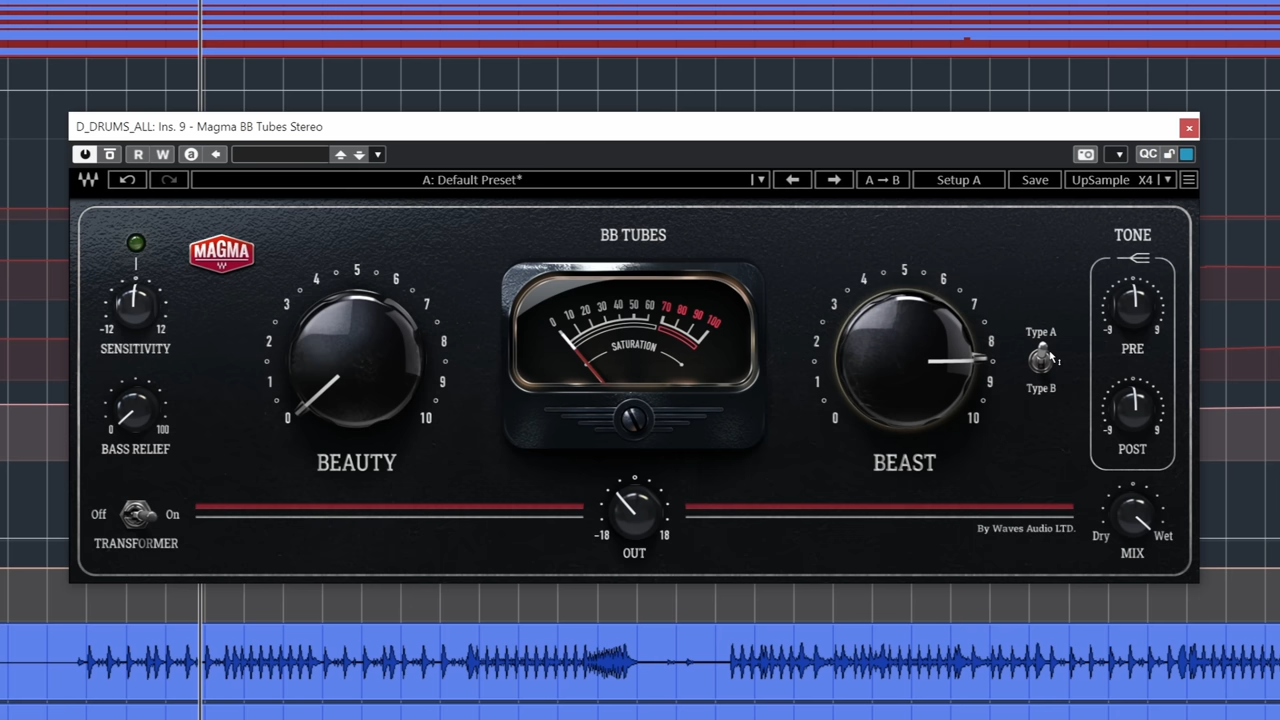 D_DRUMS_ALL: Ins. 9 - Magma BB Tubes Stereo
R W a QC
A: Default Preset* A → B Setup A Save UpSample X4
MAGMA
BB TUBES
TONE
-12 12
SENSITIVITY
0 100
BASS RELIEF
Off On
TRANSFORMER
0 1 2 3 4 5 6 7 8 9 10
BEAUTY
0 10 20 30 40 50 60 70 80 90 100
SATURATION
-18 18
OUT
0 1 2 3 4 5 6 7 8 9 10
BEAST
Type A
Type B
-9 9
PRE
-9 9
POST
By Waves Audio LTD.
Dry Wet
MIX